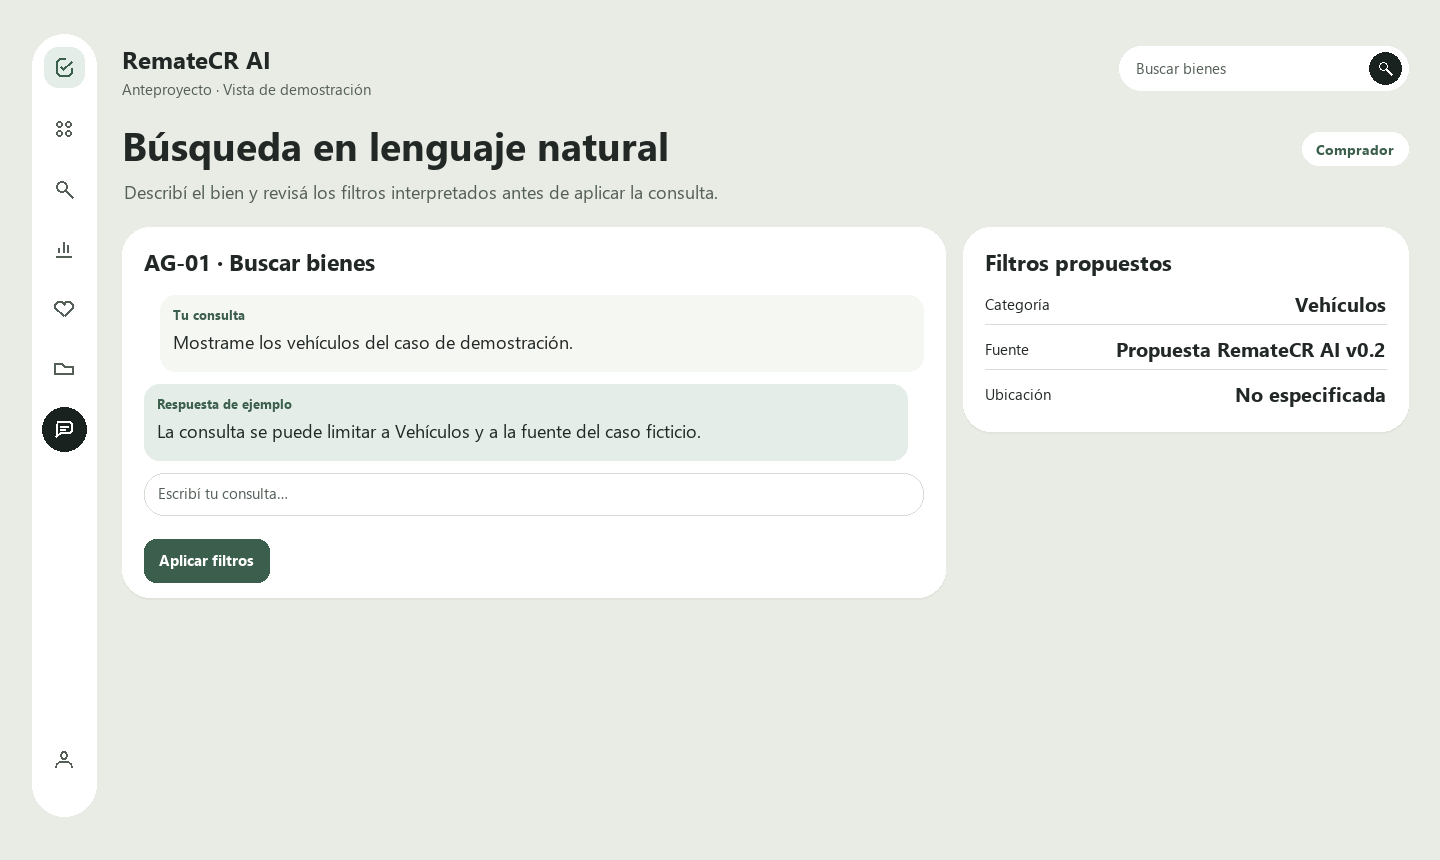 RemateCR AI
Anteproyecto · Vista de demostración
Buscar bienes
Búsqueda en lenguaje natural
Comprador
Describí el bien y revisá los filtros interpretados antes de aplicar la consulta.
AG-01 · Buscar bienes
Tu consulta
Mostrame los vehículos del caso de demostración.
Respuesta de ejemplo
La consulta se puede limitar a Vehículos y a la fuente del caso ficticio.
Escribí tu consulta...
Aplicar filtros
Filtros propuestos
Categoría Vehículos
Fuente Propuesta RemateCR AI v0.2
Ubicación No especificada